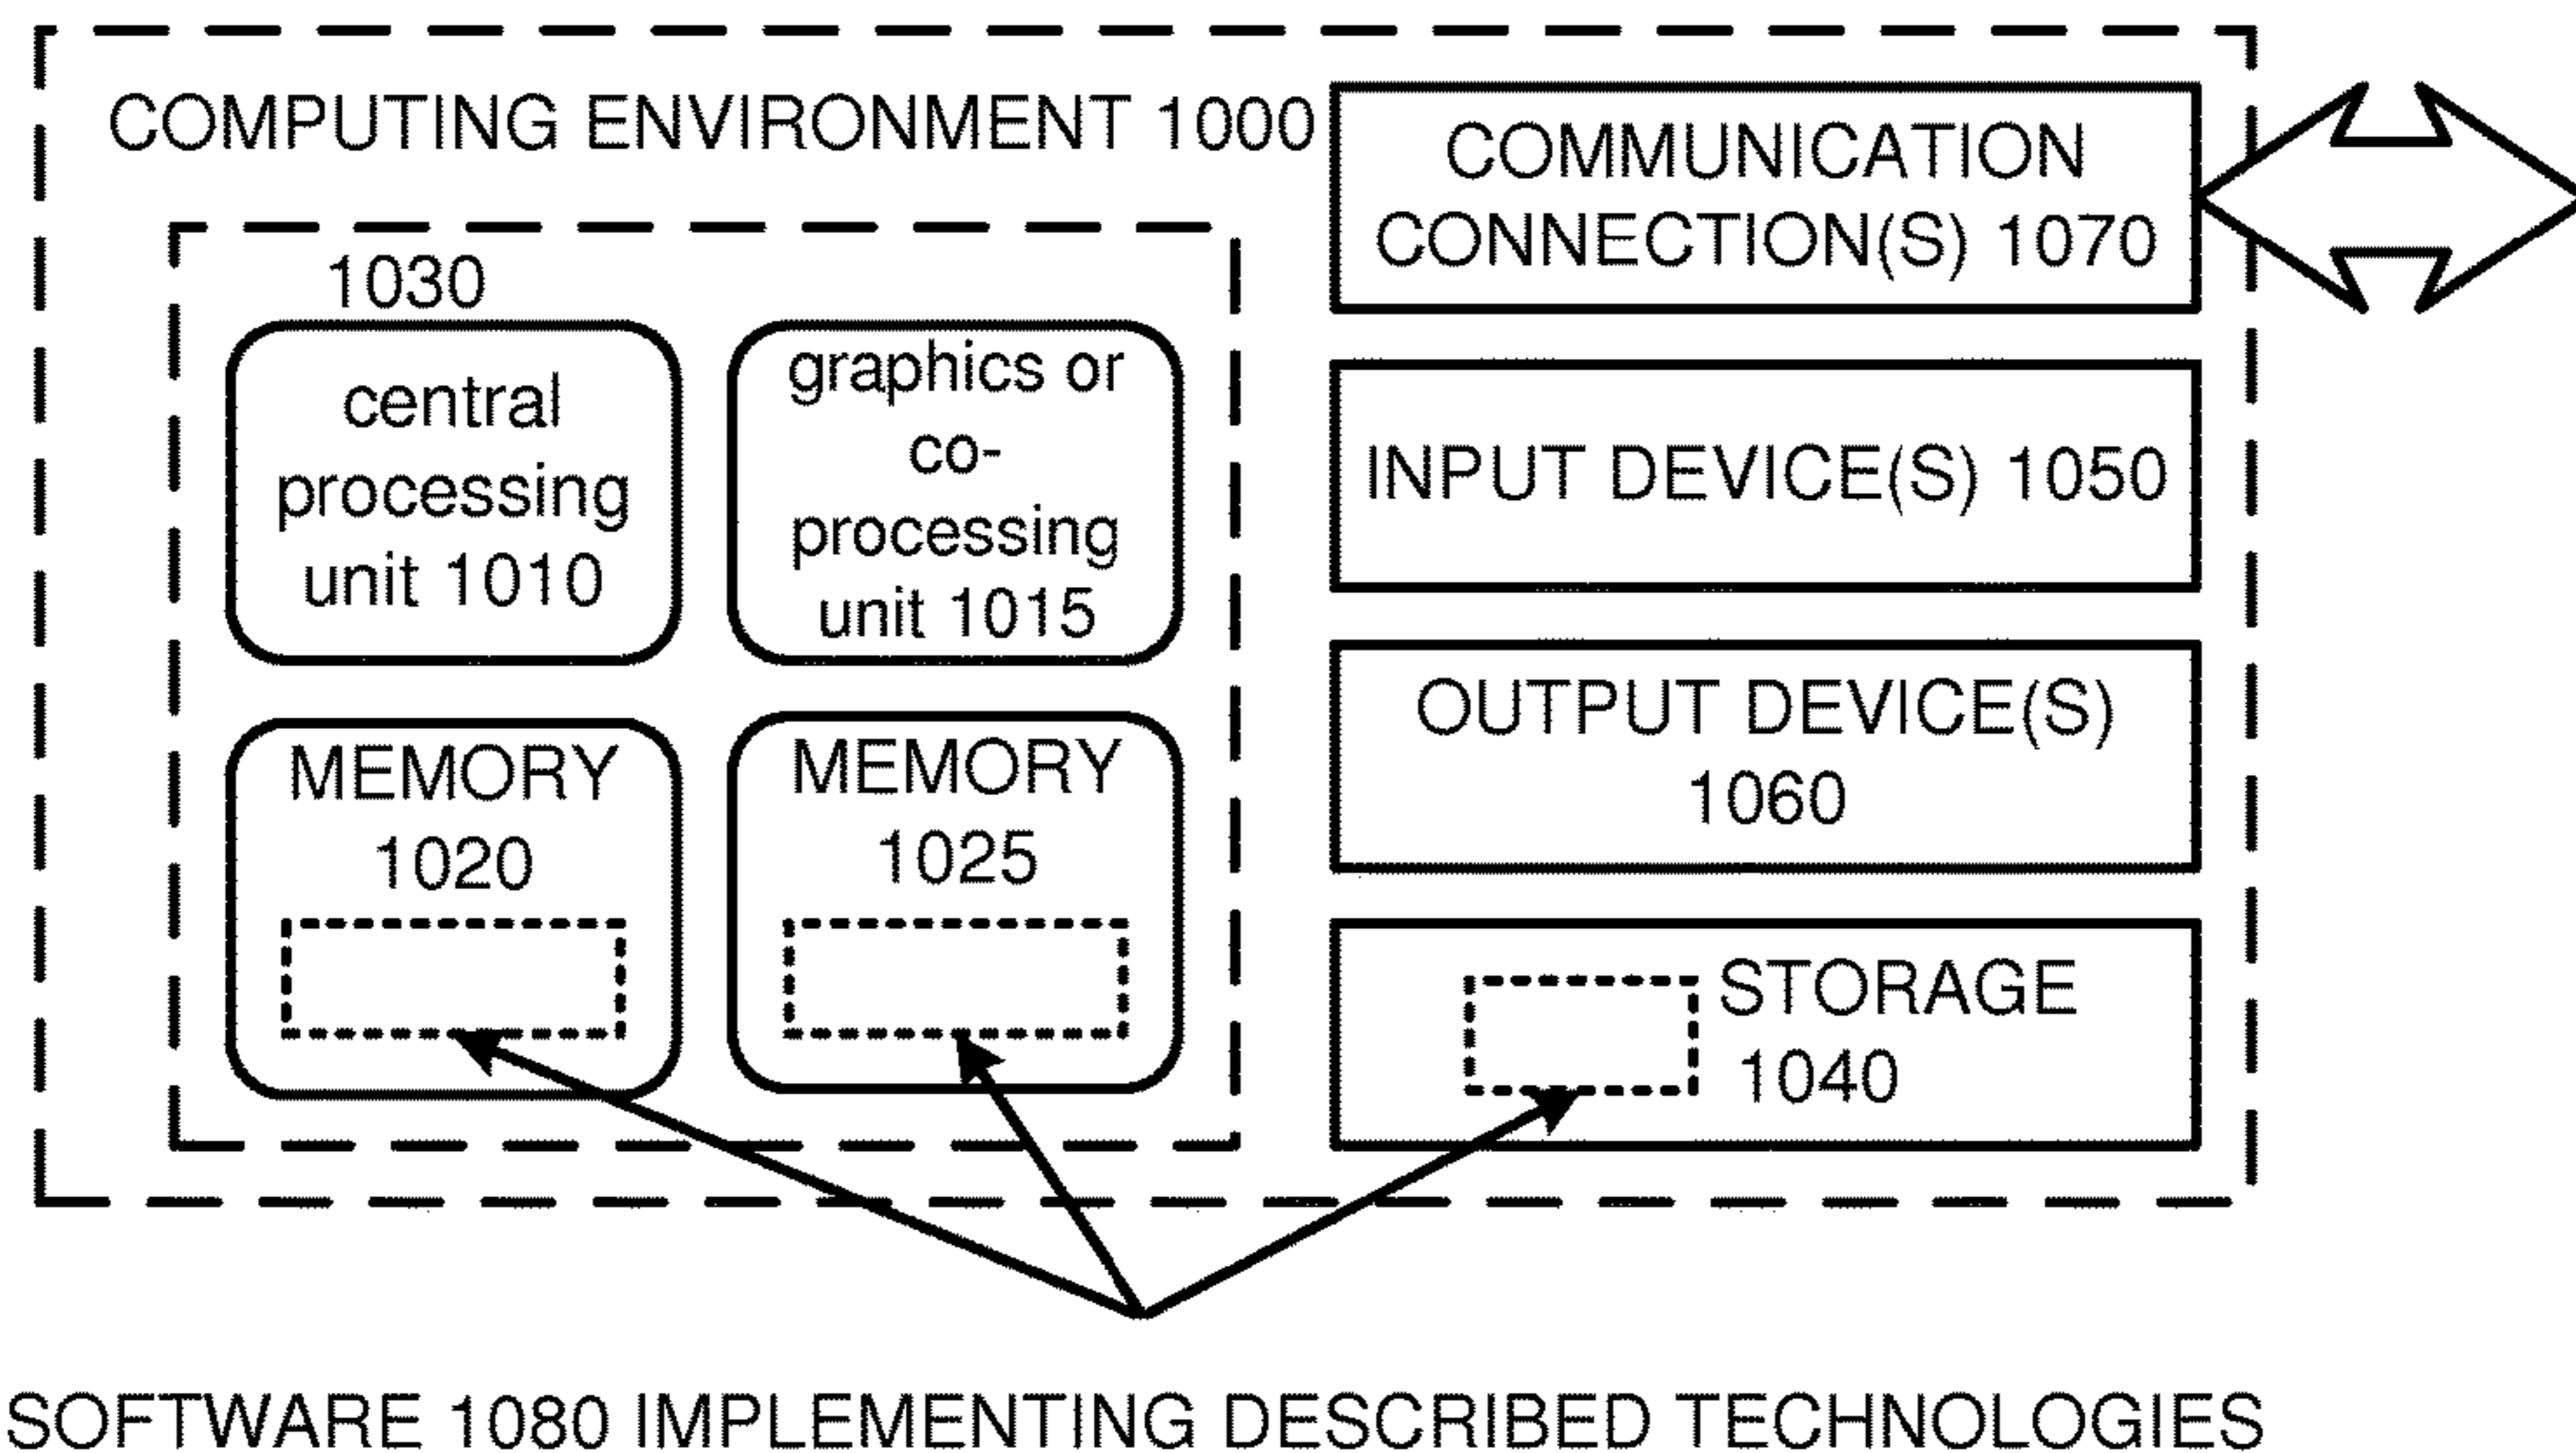 COMPUTING ENVIRONMENT 1000
1030
central
processing
unit 1010
graphics or
co-
processing
unit 1015
MEMORY
1020
MEMORY
1025
COMMUNICATION
CONNECTION(S) 1070
INPUT DEVICE(S) 1050
OUTPUT DEVICE(S)
1060
STORAGE
1040
SOFTWARE 1080 IMPLEMENTING DESCRIBED TECHNOLOGIES